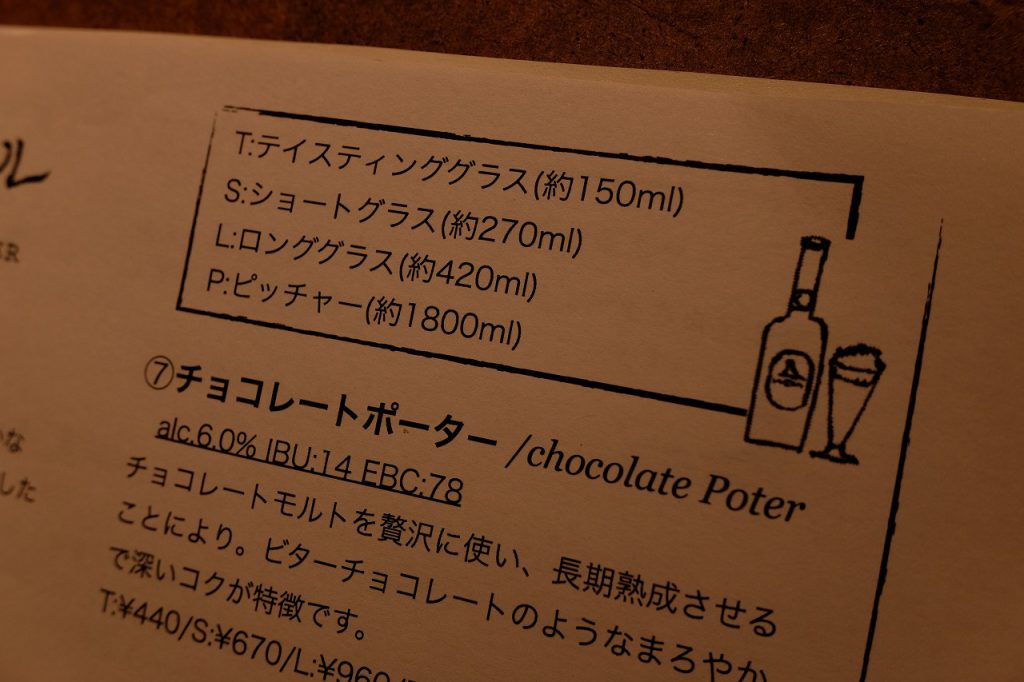 T:テイスティンググラス(約150ml)
S:ショートグラス(約270ml)
L:ロンググラス(約420ml)
P:ピッチャー(約1800ml)
⑦チョコレートポーター /chocolate Poter
alc.6.0% IBU:14 EBC:78
チョコレートモルトを贅沢に使い、長期熟成させる
ことにより。ビターチョコレートのようなまろやか
で深いコクが特徴です。
T:¥440/S:¥670/L:¥960
ル
ER
な
した